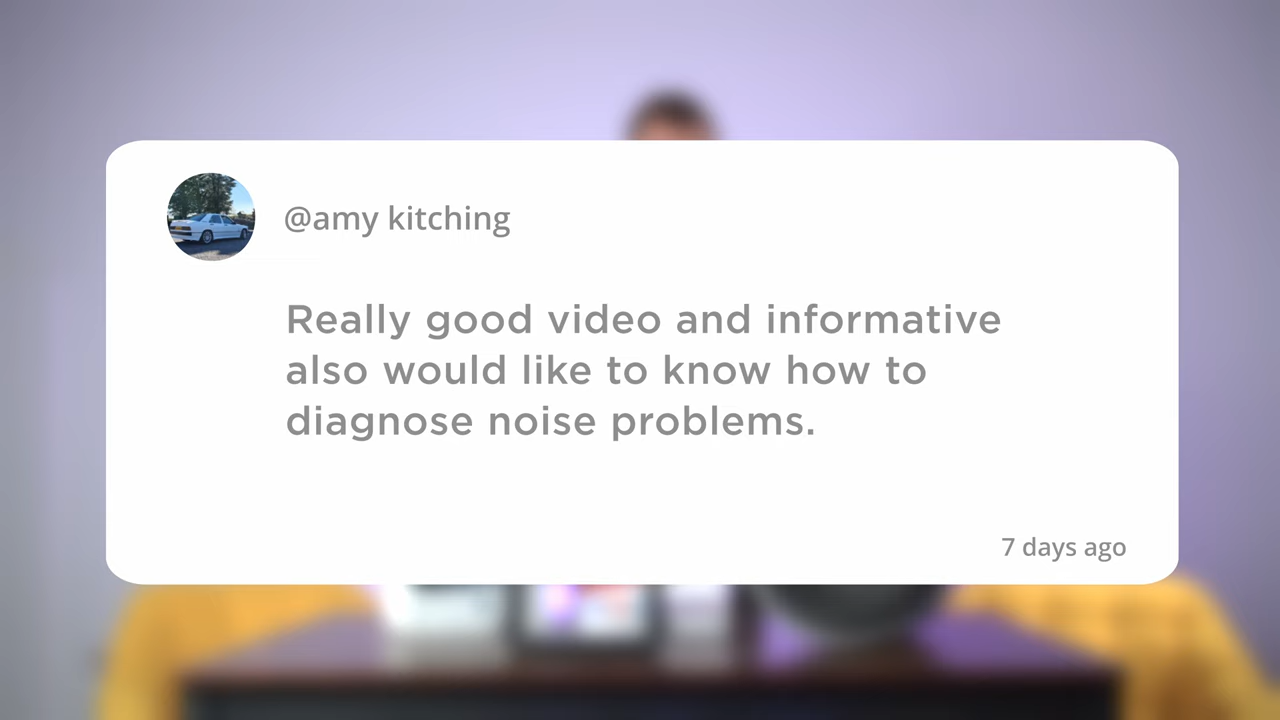 @amy kitching
Really good video and informative
also would like to know how to
diagnose noise problems.
7 days ago